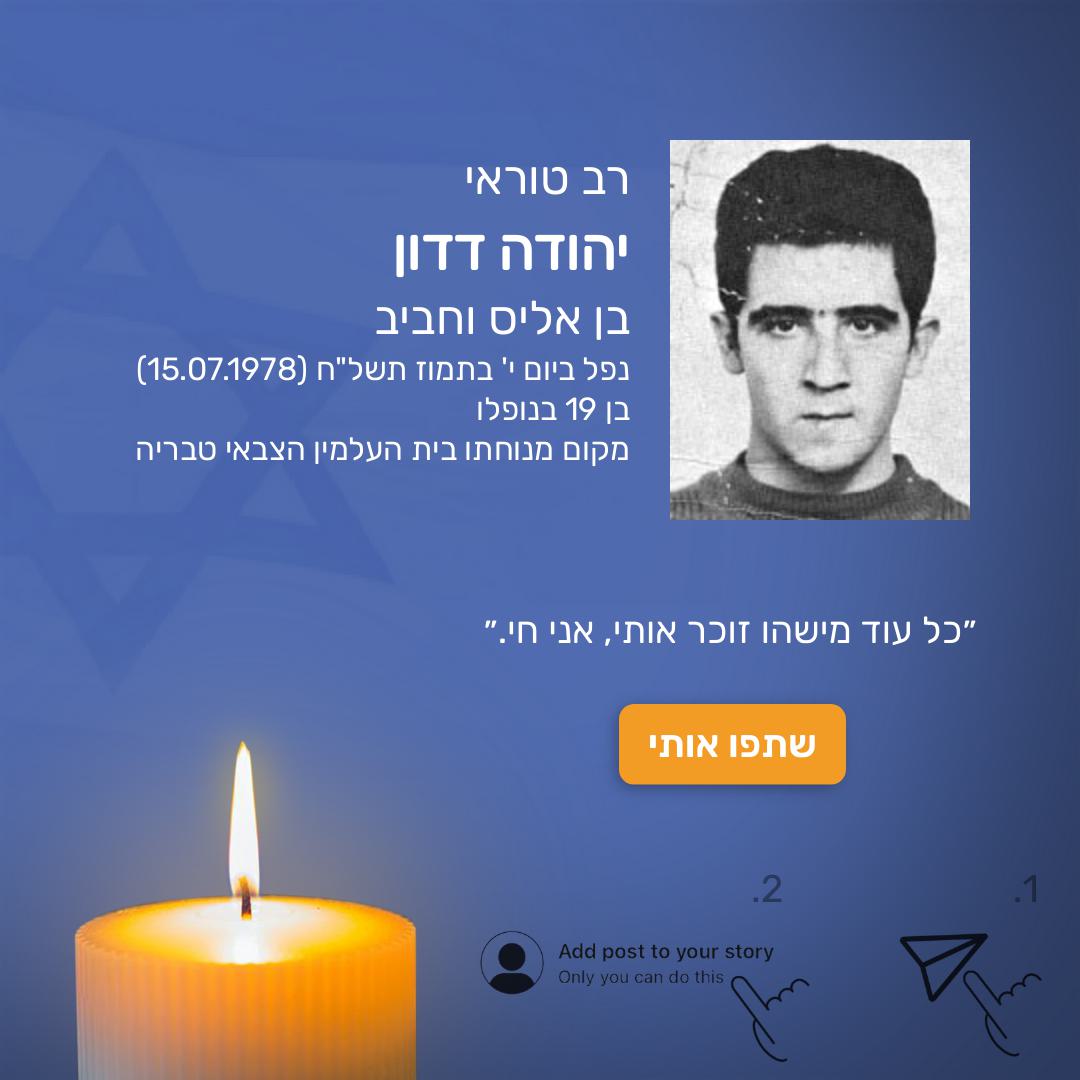 רב טוראי
יהודה דדון
בן אליס וחביב
נפל ביום י' בתמוז תשל"ח (15.07.1978)
בן 19 בנופלו
מקום מנוחתו בית העלמין הצבאי טבריה
״כל עוד מישהו זוכר אותי, אני חי.״
שתפו אותי
.1
.2
Add post to your story
Only you can do this